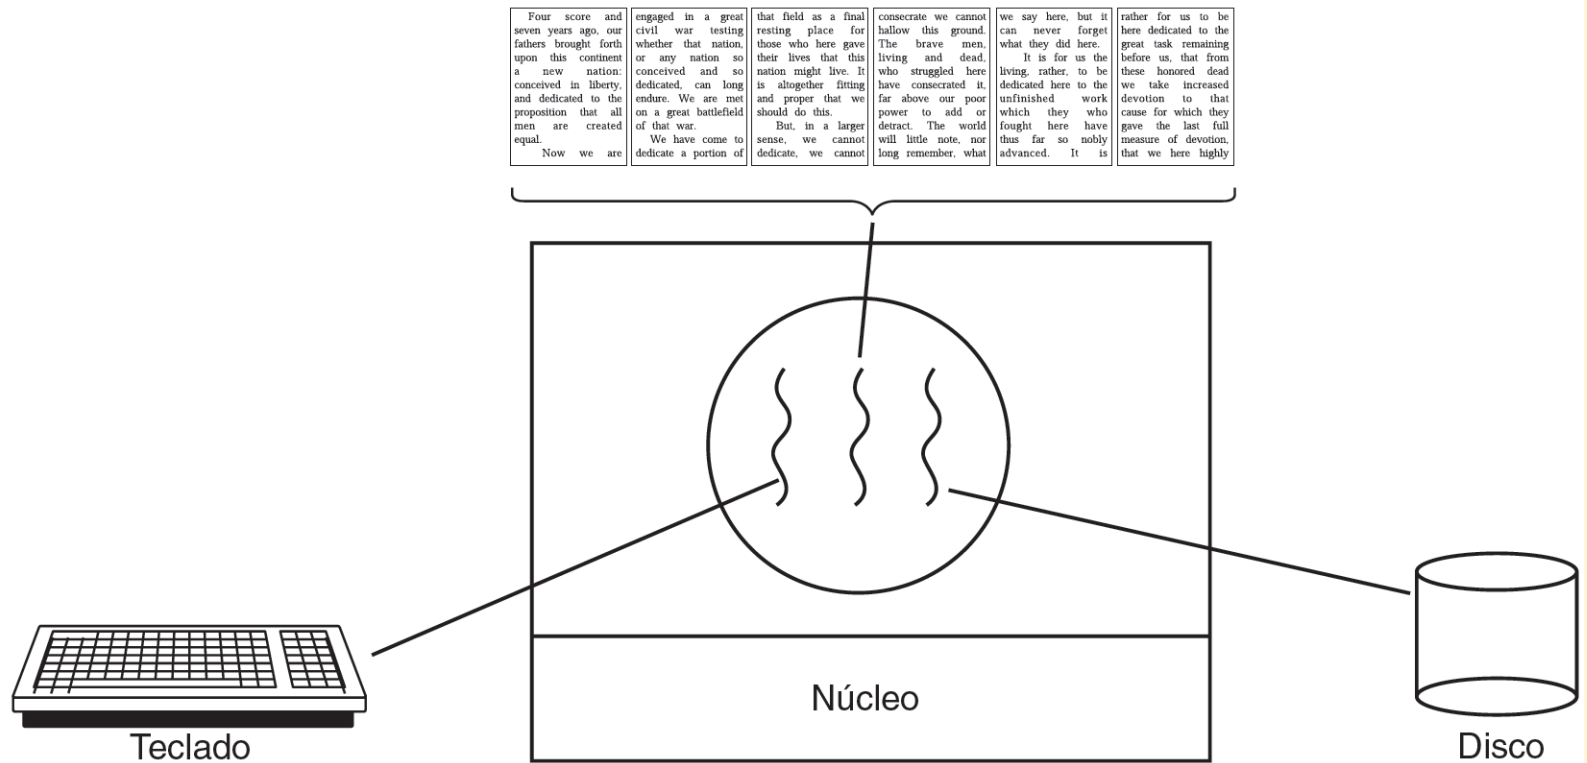 Four score and
seven years ago, our
fathers brought forth
upon this continent
a new nation:
conceived in liberty,
and dedicated to the
proposition that all
men are created
equal.
Now we are
engaged in a great
civil war testing
whether that nation,
or any nation so
conceived and so
dedicated, can long
endure. We are met
on a great battlefield
of that war.
We have come to
dedicate a portion of
that field as a final
resting place for
those who here gave
their lives that this
nation might live. It
is altogether fitting
and proper that we
should do this.
But, in a larger
sense, we cannot
dedicate, we cannot
consecrate we cannot
hallow this ground.
The brave men,
living and dead,
who struggled here
have consecrated it,
far above our poor
power to add or
detract. The world
will little note, nor
long remember, what
we say here, but it
can never forget
what they did here.
It is for us the
living, rather, to be
dedicated here to the
unfinished work
which they who
fought here have
thus far so nobly
advanced. It is
rather for us to be
here dedicated to the
great task remaining
before us, that from
these honored dead
we take increased
devotion to that
cause for which they
gave the last full
measure of devotion,
that we here highly
Núcleo
Teclado
Disco